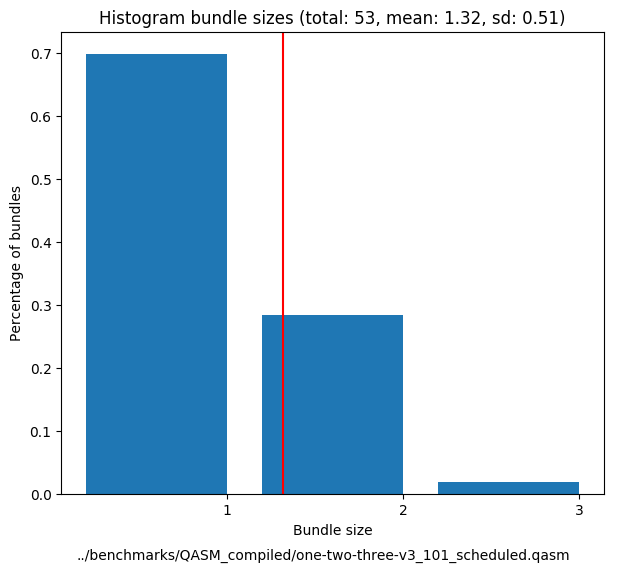 Histogram bundle sizes (total: 53, mean: 1.32, sd: 0.51)
0.7
0.6
0.5
0.4
0.3
0.2
0.1
0.0
Percentage of bundles
1 2 3
Bundle size
../benchmarks/QASM_compiled/one-two-three-v3_101_scheduled.qasm